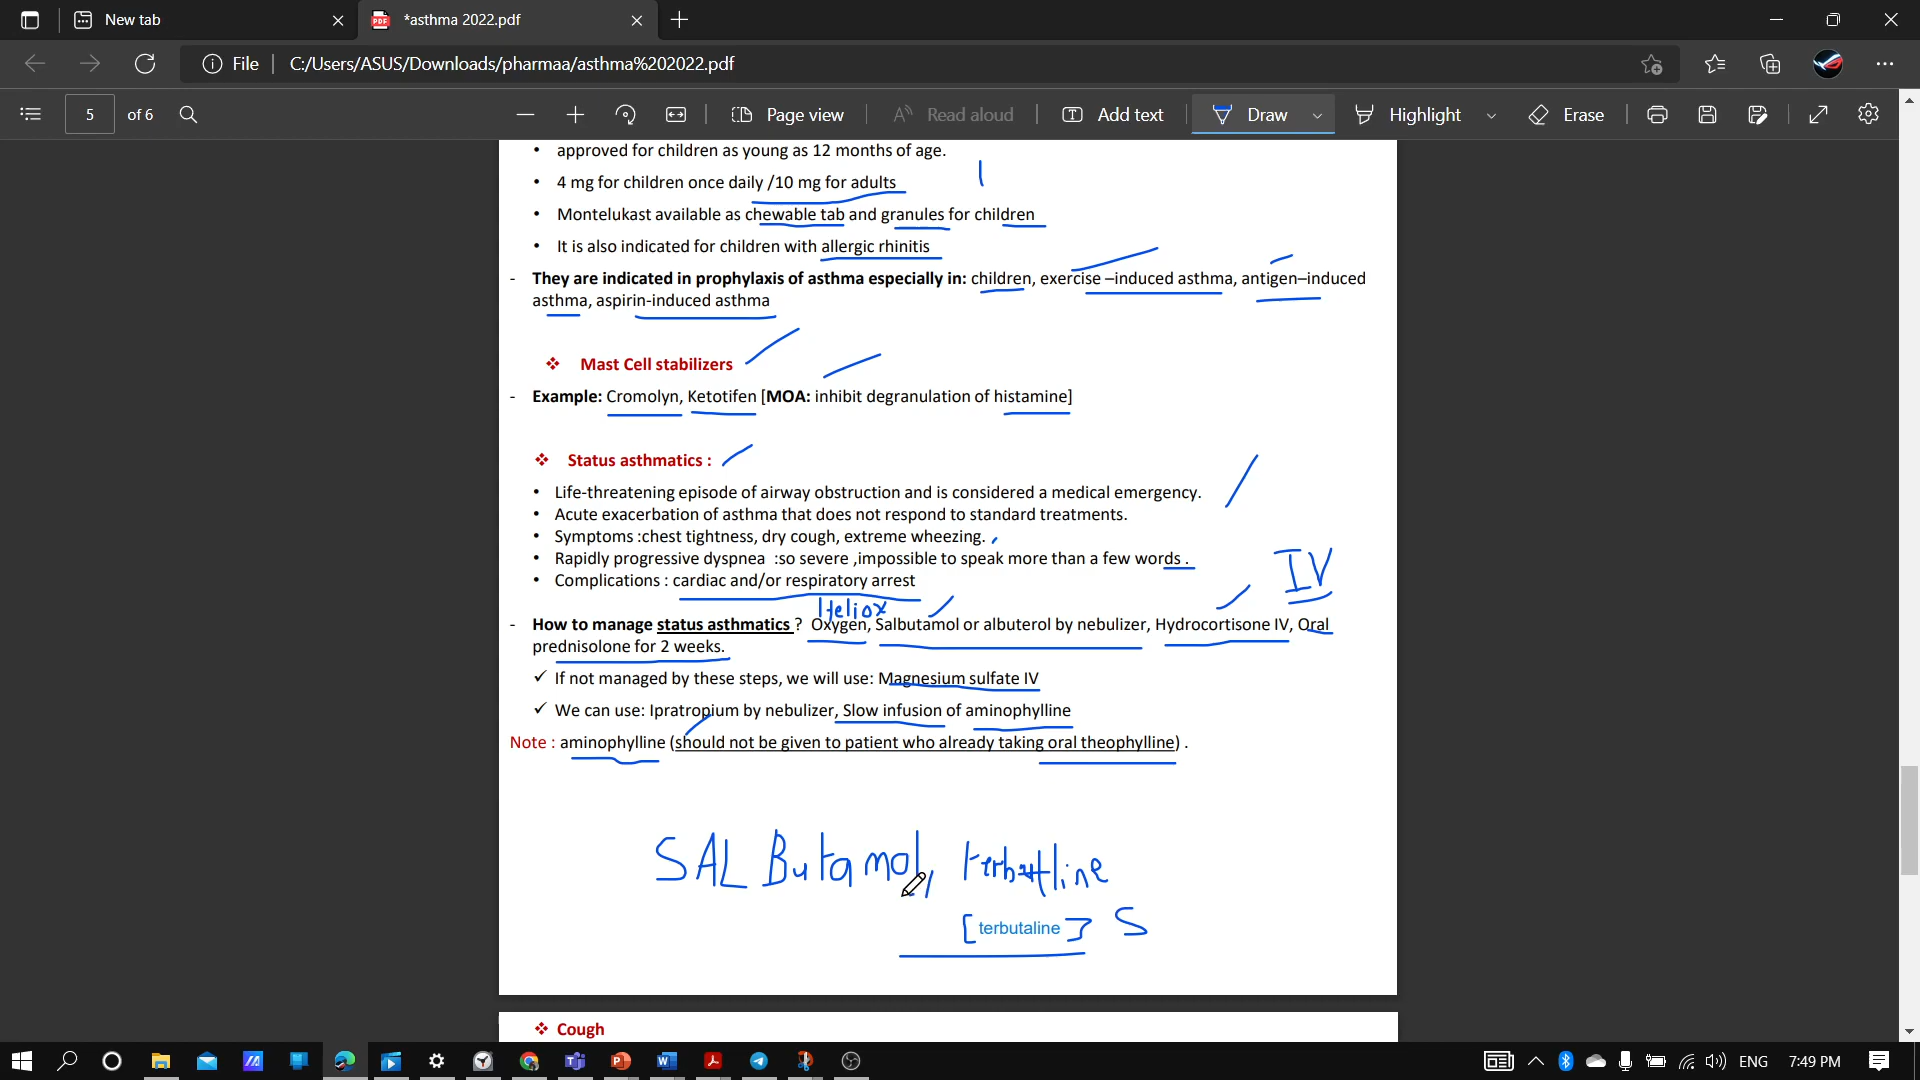 New tab
*asthma 2022.pdf
File
C:/Users/ASUS/Downloads/pharmaa/asthma%202022.pdf
5 of 6
Page view
Read aloud
Add text
Draw
Highlight
Erase
• approved for children as young as 12 months of age.
• 4 mg for children once daily /10 mg for adults
• Montelukast available as chewable tab and granules for children
• It is also indicated for children with allergic rhinitis
- They are indicated in prophylaxis of asthma especially in: children, exercise –induced asthma, antigen–induced
asthma, aspirin-induced asthma
❖ Mast Cell stabilizers
- Example: Cromolyn, Ketotifen [MOA: inhibit degranulation of histamine]
❖ Status asthmatics :
• Life-threatening episode of airway obstruction and is considered a medical emergency.
• Acute exacerbation of asthma that does not respond to standard treatments.
• Symptoms :chest tightness, dry cough, extreme wheezing.
• Rapidly progressive dyspnea :so severe ,impossible to speak more than a few words .
IV
• Complications : cardiac and/or respiratory arrest
Heliox
- How to manage status asthmatics ? Oxygen, Salbutamol or albuterol by nebulizer, Hydrocortisone IV, Oral
prednisolone for 2 weeks.
✓ If not managed by these steps, we will use: Magnesium sulfate IV
✓ We can use: Ipratropium by nebulizer, Slow infusion of aminophylline
Note : aminophylline (should not be given to patient who already taking oral theophylline) .
SAL Butamol,
[terbutaline] S
❖ Cough
ENG
7:49 PM